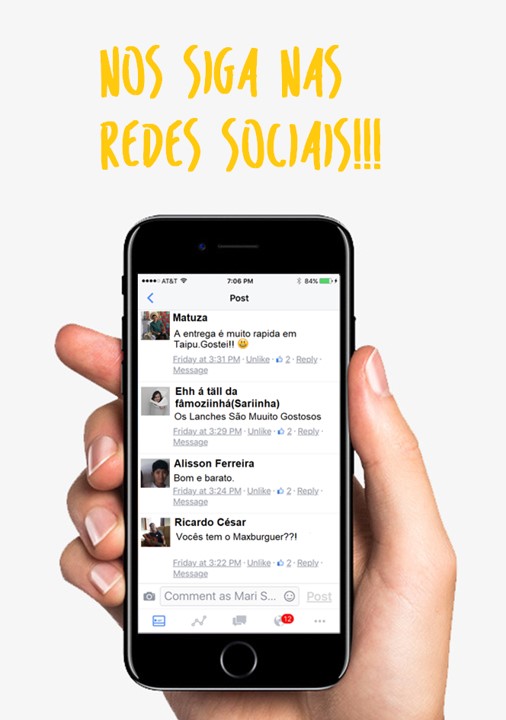 NOS SIGA NAS
REDES SOCIAIS!!!
AT&T 7:06 PM 84%
Post
Matuza
A entrega é muito rapida em
Taipu.Gostei!! 😃
Friday at 3:31 PM · Unlike · 👍 2 · Reply ·
Message
Ehh á täll da
fâmoziinhá(Sariinha)
Os Lanches São Muuito Gostosos
Friday at 3:29 PM · Unlike · 👍 2 · Reply ·
Message
Alisson Ferreira
Bom e barato.
Friday at 3:24 PM · Unlike · 👍 2 · Reply ·
Message
Ricardo César
Vocês tem o Maxburguer??!
Friday at 3:22 PM · Unlike · 👍 2 · Reply ·
Message
Comment as Mari S... Post
12